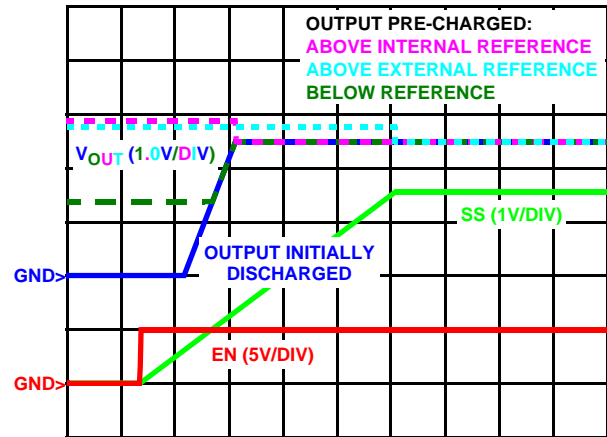 OUTPUT PRE-CHARGED:
ABOVE INTERNAL REFERENCE
ABOVE EXTERNAL REFERENCE
BELOW REFERENCE
VOUT (1.0V/DIV)
SS (1V/DIV)
OUTPUT INITIALLY
DISCHARGED
GND>
EN (5V/DIV)
GND>